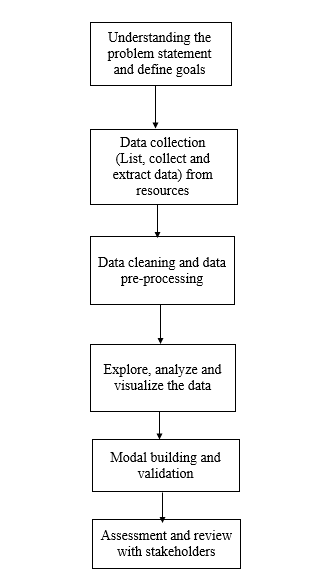 Understanding the
problem statement
and define goals
Data collection
(List, collect and
extract data) from
resources
Data cleaning and data
pre-processing
Explore, analyze and
visualize the data
Modal building and
validation
Assessment and review
with stakeholders